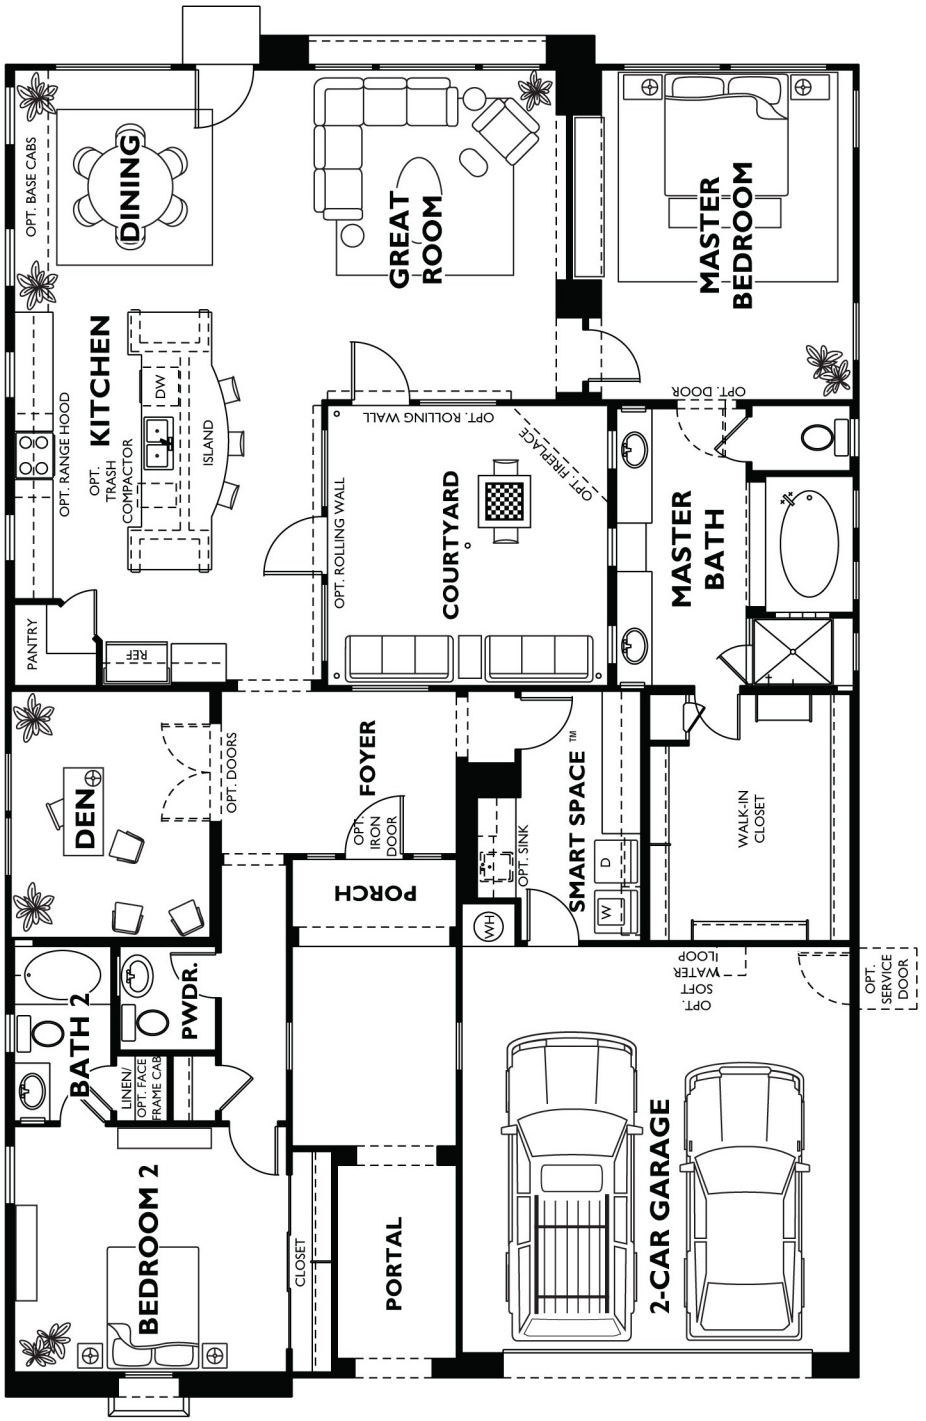 OPT. BASE CABS
DINING
GREAT
ROOM
MASTER
BEDROOM
KITCHEN
OPT. RANGE HOOD
OPT.
TRASH
COMPACTOR
DW
ISLAND
OPT. ROLLING WALL
OPT. FIREPLACE
OPT. DOOR
OPT. ROLLING WALL
COURTYARD
MASTER
BATH
PANTRY
REF
DEN
OPT. DOORS
FOYER
OPT.
IRON
DOOR
SMART SPACE™
OPT. SINK
D
W
WH
WALK-IN
CLOSET
PORCH
BATH 2
PWDR.
LINEN/
OPT. FACE
FRAME CAB
OPT.
SOFT
WATER
LOOP
OPT.
SERVICE
DOOR
BEDROOM 2
CLOSET
PORTAL
2-CAR GARAGE